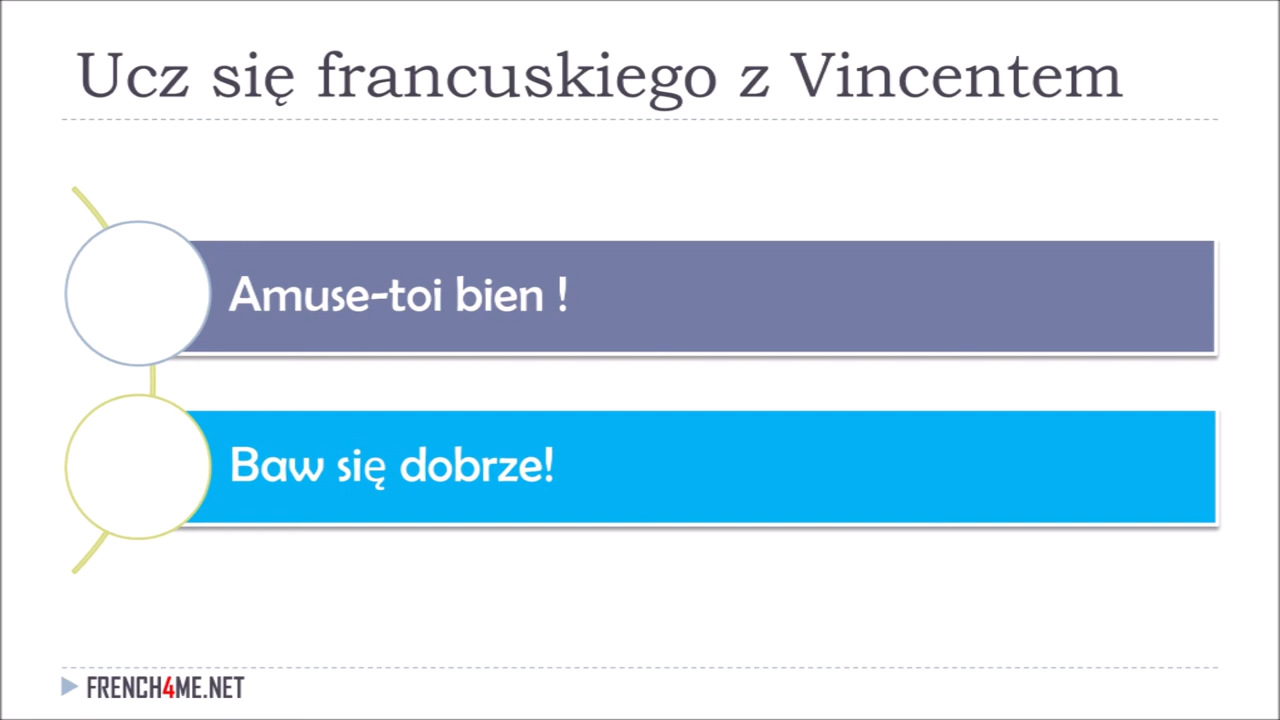 Ucz się francuskiego z Vincentem
Amuse-toi bien !
Baw się dobrze!
FRENCH4ME.NET